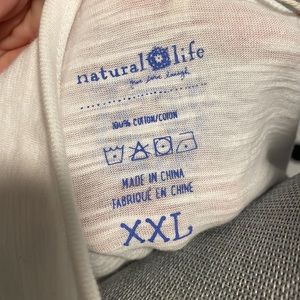 natural life
100% COTTON/COTON
MADE IN CHINA
FABRIQUÉ EN CHINE
XXL